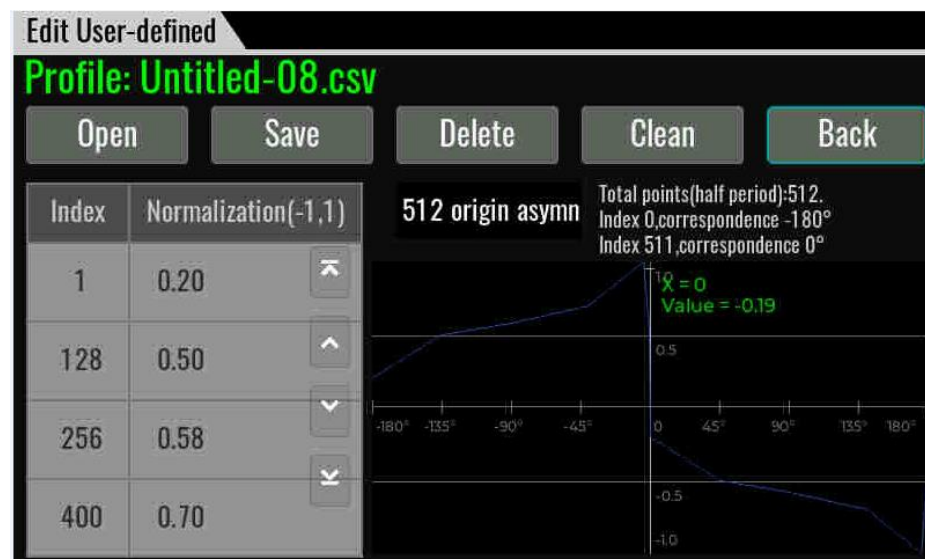 Edit User-defined
Profile: Untitled-08.csv
Open Save Delete Clean Back
Index Normalization(-1,1)
1 0.20
128 0.50
256 0.58
400 0.70
512 origin asymn
Total points(half period):512.
Index 0,correspondence -180°
Index 511,correspondence 0°
1.0
X = 0
Value = -0.19
0.5
-180° -135° -90° -45° 0 45° 90° 135° 180°
-0.5
-1.0